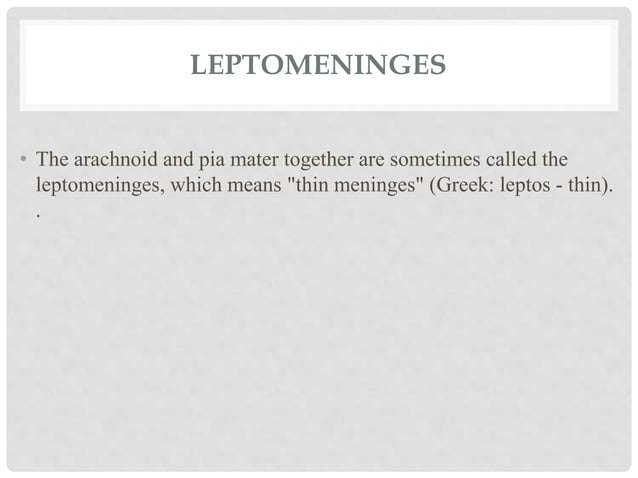 LEPTOMENINGES
• The arachnoid and pia mater together are sometimes called the
leptomeninges, which means "thin meninges" (Greek: leptos - thin).
.